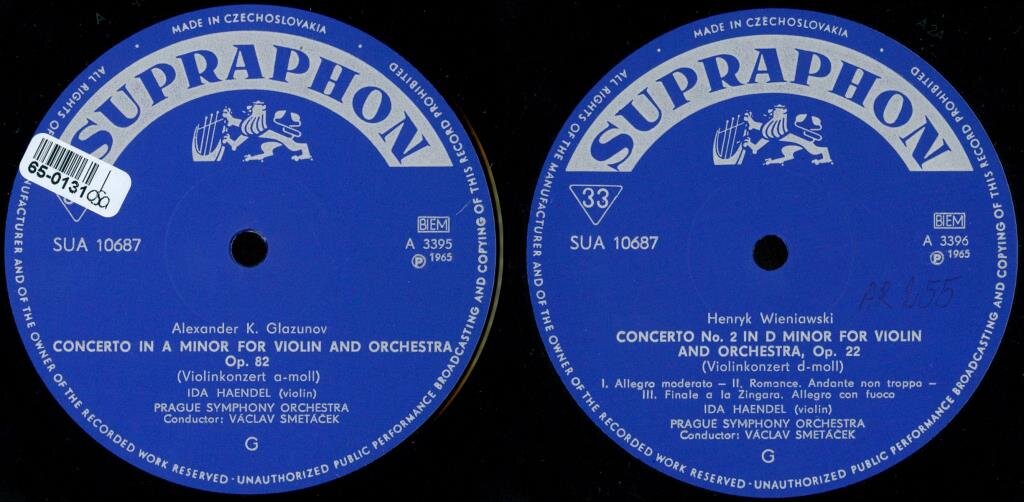 MADE IN CZECHOSLOVAKIA
SUPRAPHON
65-0131
SUA 10687
BIEM
A 3395
Ⓟ 1965
Alexander K. Glazunov
CONCERTO IN A MINOR FOR VIOLIN AND ORCHESTRA
Op. 82
(Violinkonzert a-moll)
IDA HAENDEL (violin)
PRAGUE SYMPHONY ORCHESTRA
Conductor: VÁCLAV SMETÁČEK
G
ALL RIGHTS OF MANUFACTURER AND OF THE OWNER OF THE RECORDED WORK RESERVED - UNAUTHORIZED PUBLIC PERFORMANCE BROADCASTING AND COPYING OF THIS RECORD PROHIBITED
MADE IN CZECHOSLOVAKIA
SUPRAPHON
33
SUA 10687
BIEM
A 3396
Ⓟ 1965
Henryk Wieniawski
CONCERTO No. 2 IN D MINOR FOR VIOLIN
AND ORCHESTRA, Op. 22
(Violinkonzert d-moll)
I. Allegro moderato – II. Romance. Andante non troppo –
III. Finale a la Zingara. Allegro con fuoco
IDA HAENDEL (violin)
PRAGUE SYMPHONY ORCHESTRA
Conductor: VÁCLAV SMETÁČEK
G
ALL RIGHTS OF THE MANUFACTURER AND OF THE OWNER OF THE RECORDED WORK RESERVED - UNAUTHORIZED PUBLIC PERFORMANCE BROADCASTING AND COPYING OF THIS RECORD PROHIBITED